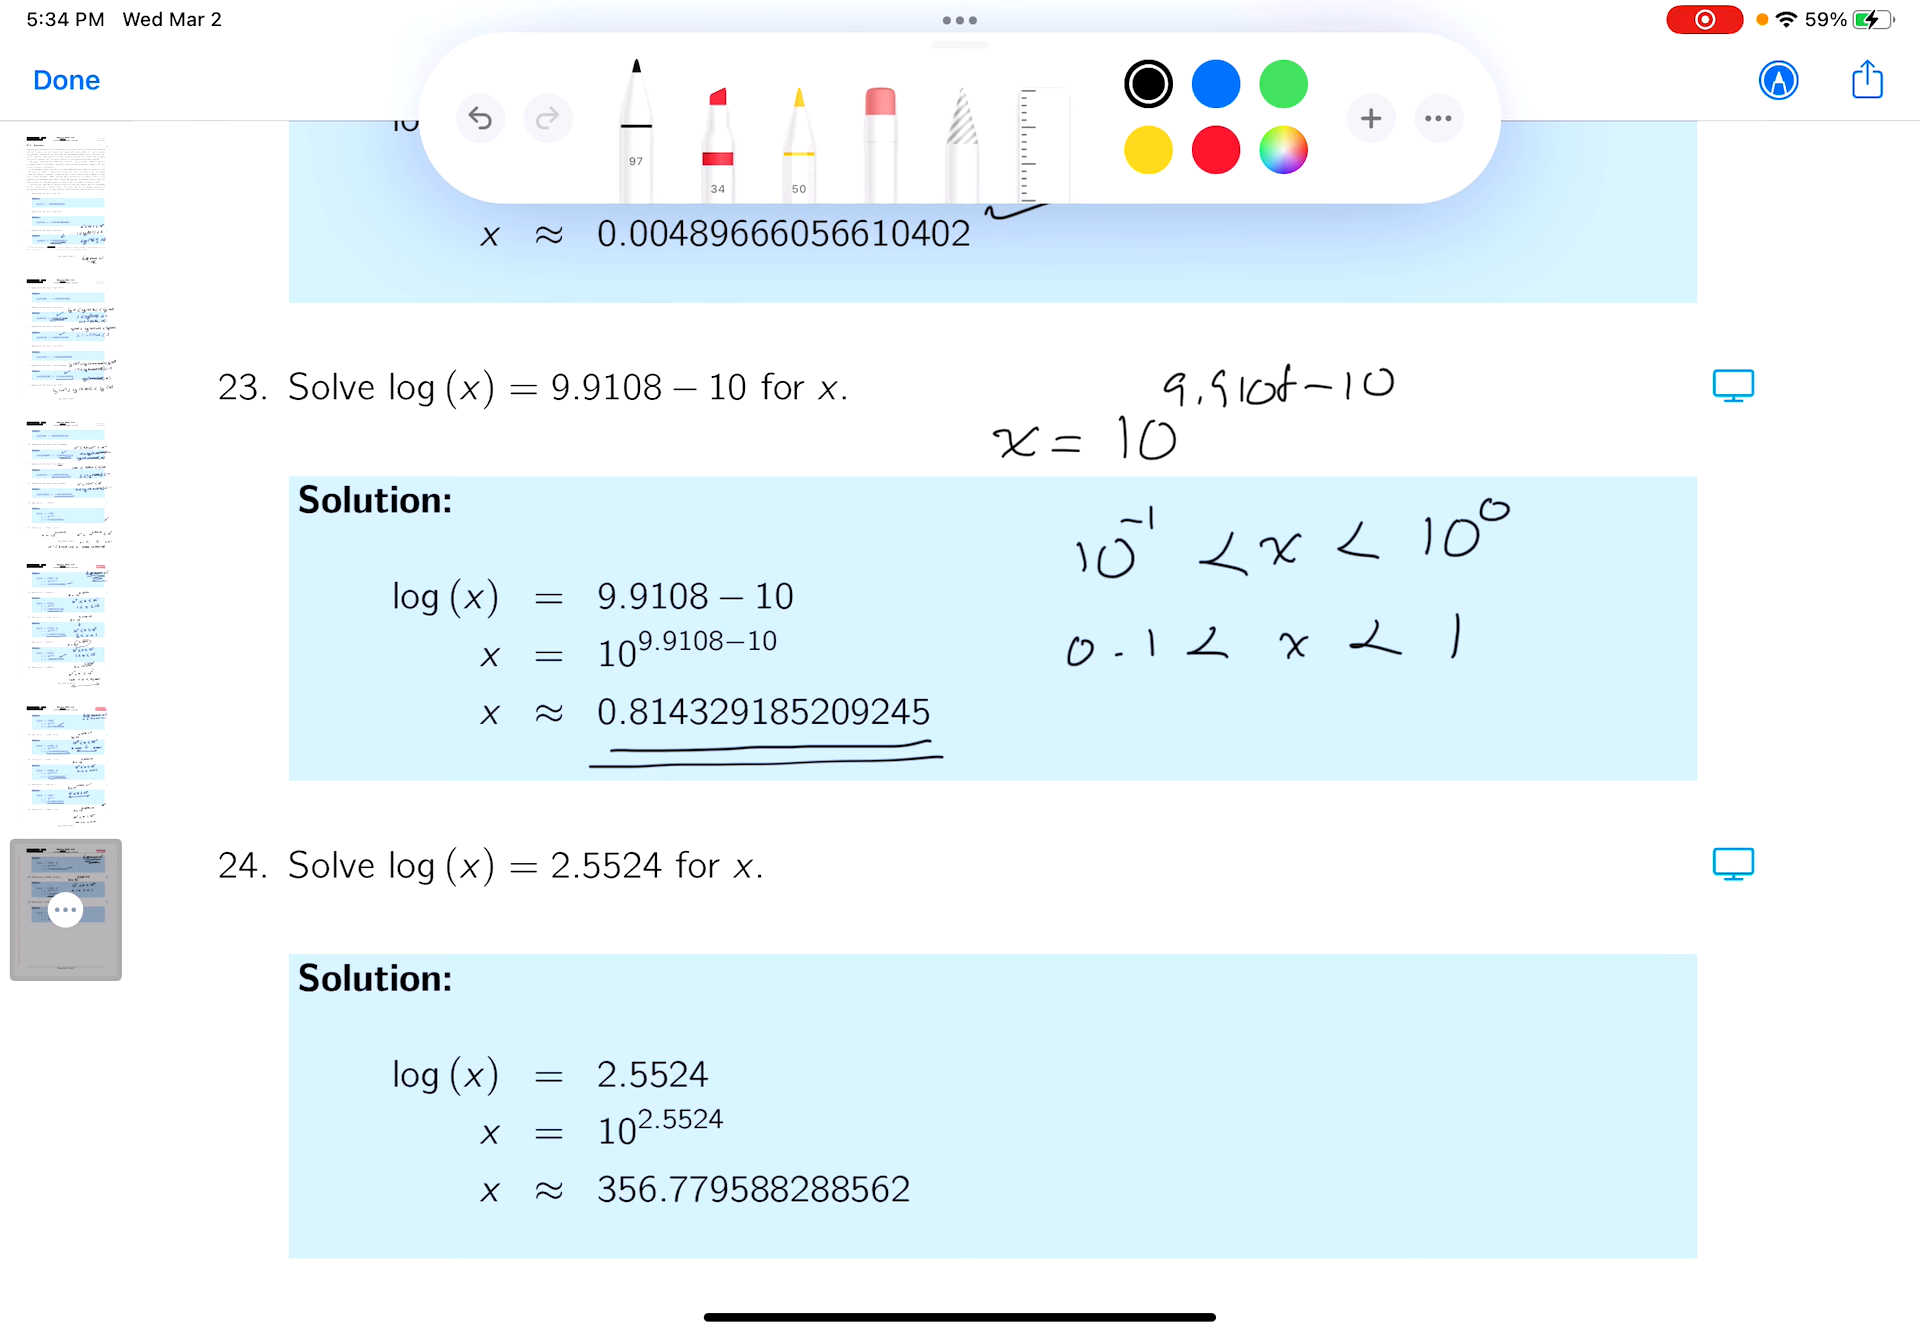 5:34 PM Wed Mar 2
59%
Done
97
34
50
x ≈ 0.00489666056610402
23. Solve log (x) = 9.9108 − 10 for x.
x = 10^{9.9108−10}
Solution:
10^{-1} < x < 10^{0}
log (x) = 9.9108 − 10
0.1 < x < 1
x = 10^{9.9108−10}
x ≈ 0.814329185209245
24. Solve log (x) = 2.5524 for x.
Solution:
log (x) = 2.5524
x = 10^{2.5524}
x ≈ 356.779588288562